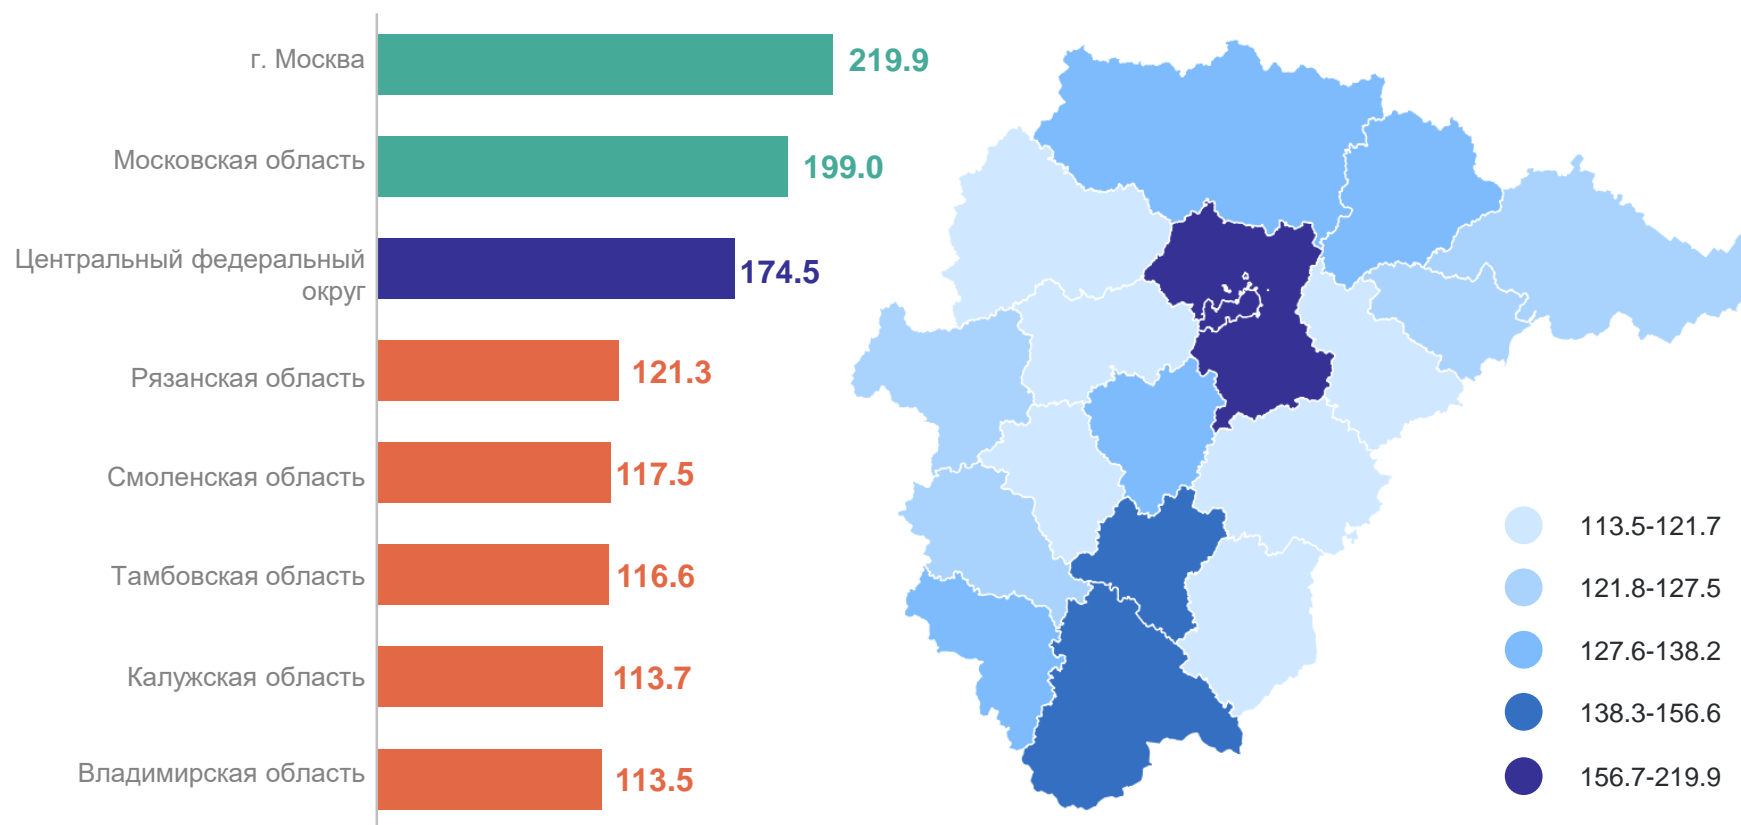 г. Москва
219.9
Московская область
199.0
Центральный федеральный
округ
174.5
Рязанская область
121.3
Смоленская область
117.5
Тамбовская область
116.6
Калужская область
113.7
Владимирская область
113.5
113.5-121.7
121.8-127.5
127.6-138.2
138.3-156.6
156.7-219.9